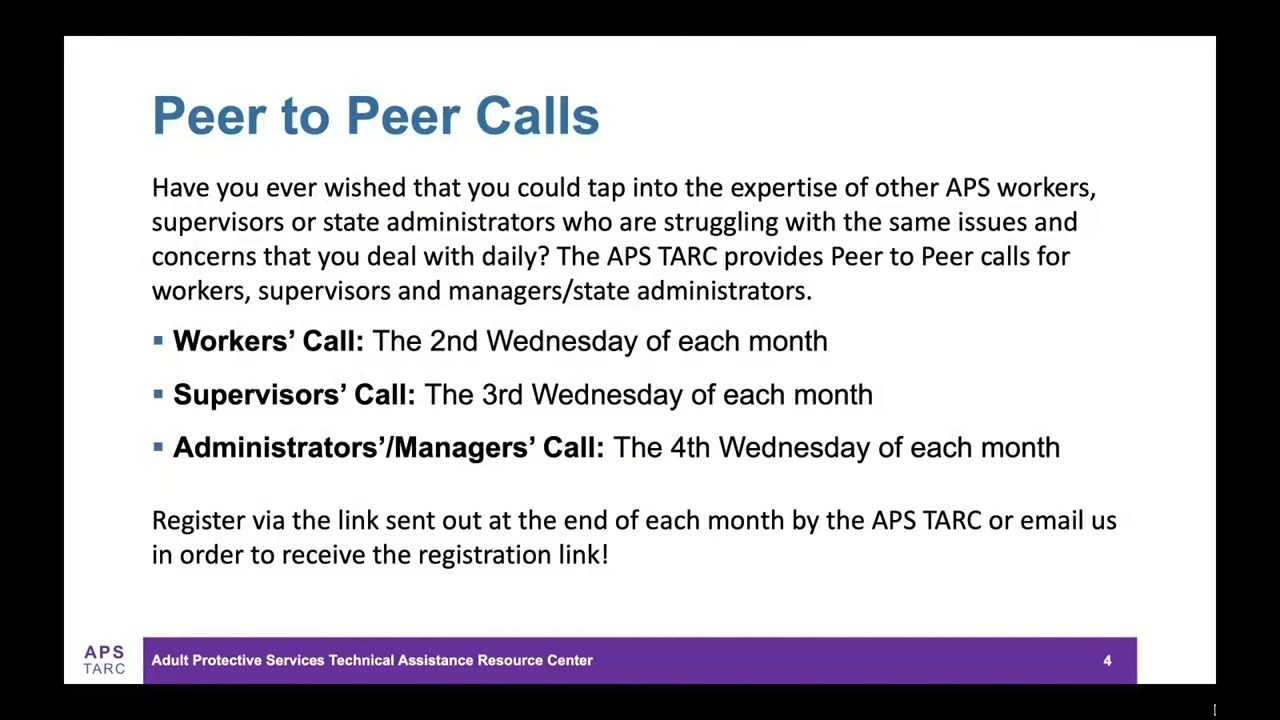 Peer to Peer Calls
Have you ever wished that you could tap into the expertise of other APS workers,
supervisors or state administrators who are struggling with the same issues and
concerns that you deal with daily? The APS TARC provides Peer to Peer calls for
workers, supervisors and managers/state administrators.
▪ Workers’ Call: The 2nd Wednesday of each month
▪ Supervisors’ Call: The 3rd Wednesday of each month
▪ Administrators’/Managers’ Call: The 4th Wednesday of each month
Register via the link sent out at the end of each month by the APS TARC or email us
in order to receive the registration link!
APS
TARC
Adult Protective Services Technical Assistance Resource Center
4